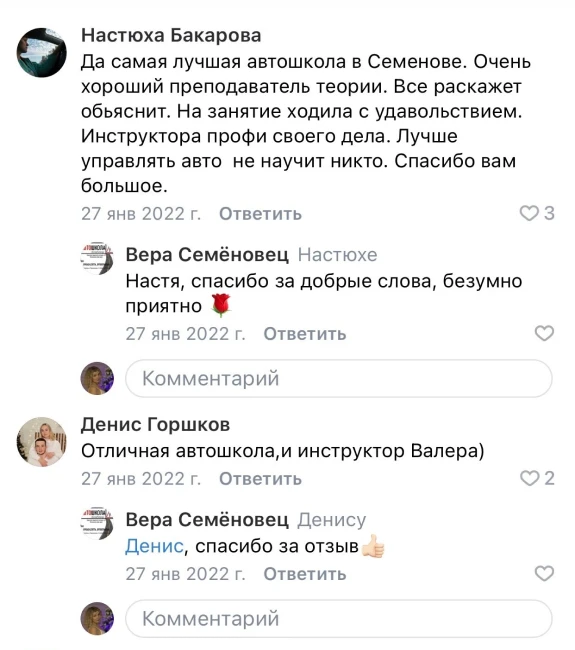 Настюха Бакарова
Да самая лучшая автошкола в Семенове. Очень
хороший преподаватель теории. Все раскажет
обьяснит. На занятие ходила с удавольствием.
Инструктора профи своего дела. Лучше
управлять авто не научит никто. Спасибо вам
большое.
27 янв 2022 г. Ответить 3
Вера Семёновец Настюхе
Настя, спасибо за добрые слова, безумно
приятно 🌹
27 янв 2022 г. Ответить
Комментарий
Денис Горшков
Отличная автошкола,и инструктор Валера)
27 янв 2022 г. Ответить 2
Вера Семёновец Денису
Денис, спасибо за отзыв👍🏻
27 янв 2022 г. Ответить
Комментарий